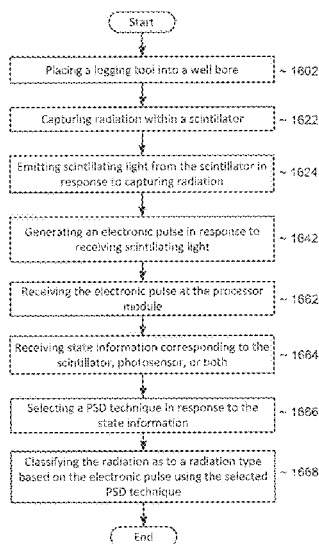 Start
Placing a logging tool into a well bore
~ 1602
Capturing radiation within a scintillator
~ 1622
Emitting scintillating light from the scintillator in
response to capturing radiation
~ 1624
Generating an electronic pulse in response to
receiving scintillating light
~ 1642
Receiving the electronic pulse at the processor
module
~ 1662
Receiving state information corresponding to the
scintillator, photosensor, or both
~ 1664
Selecting a PSD technique in response to the
state information
~ 1666
Classifying the radiation as to a radiation type
based on the electronic pulse using the selected
PSD technique
~ 1668
End